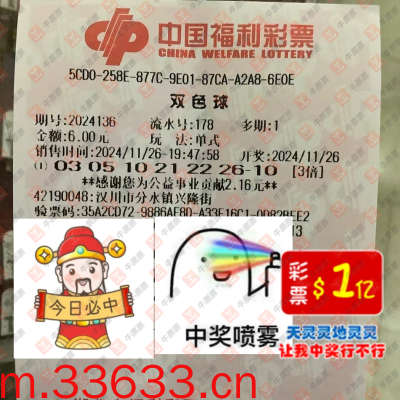 中国福利彩票
CHINA WELFARE LOTTERY
5CD0-258E-877C-9E01-87CA-A2A8-6E0E
双色球
期号:2024136 流水号:178 多期:1
金额:6.00元 玩 法:单式
销售时间:2024/11/26-19:47:58 开奖:2024/11/26
(1) 03 05 10 21 22 26-10 [3倍]
**感谢您为公益事业贡献2.16元**
42190048:汉川市分水镇兴隆街
验票码:
今日必中
中奖喷雾
彩票
$1亿
天灵灵地灵灵
让我中奖行不行
m.33633.cn